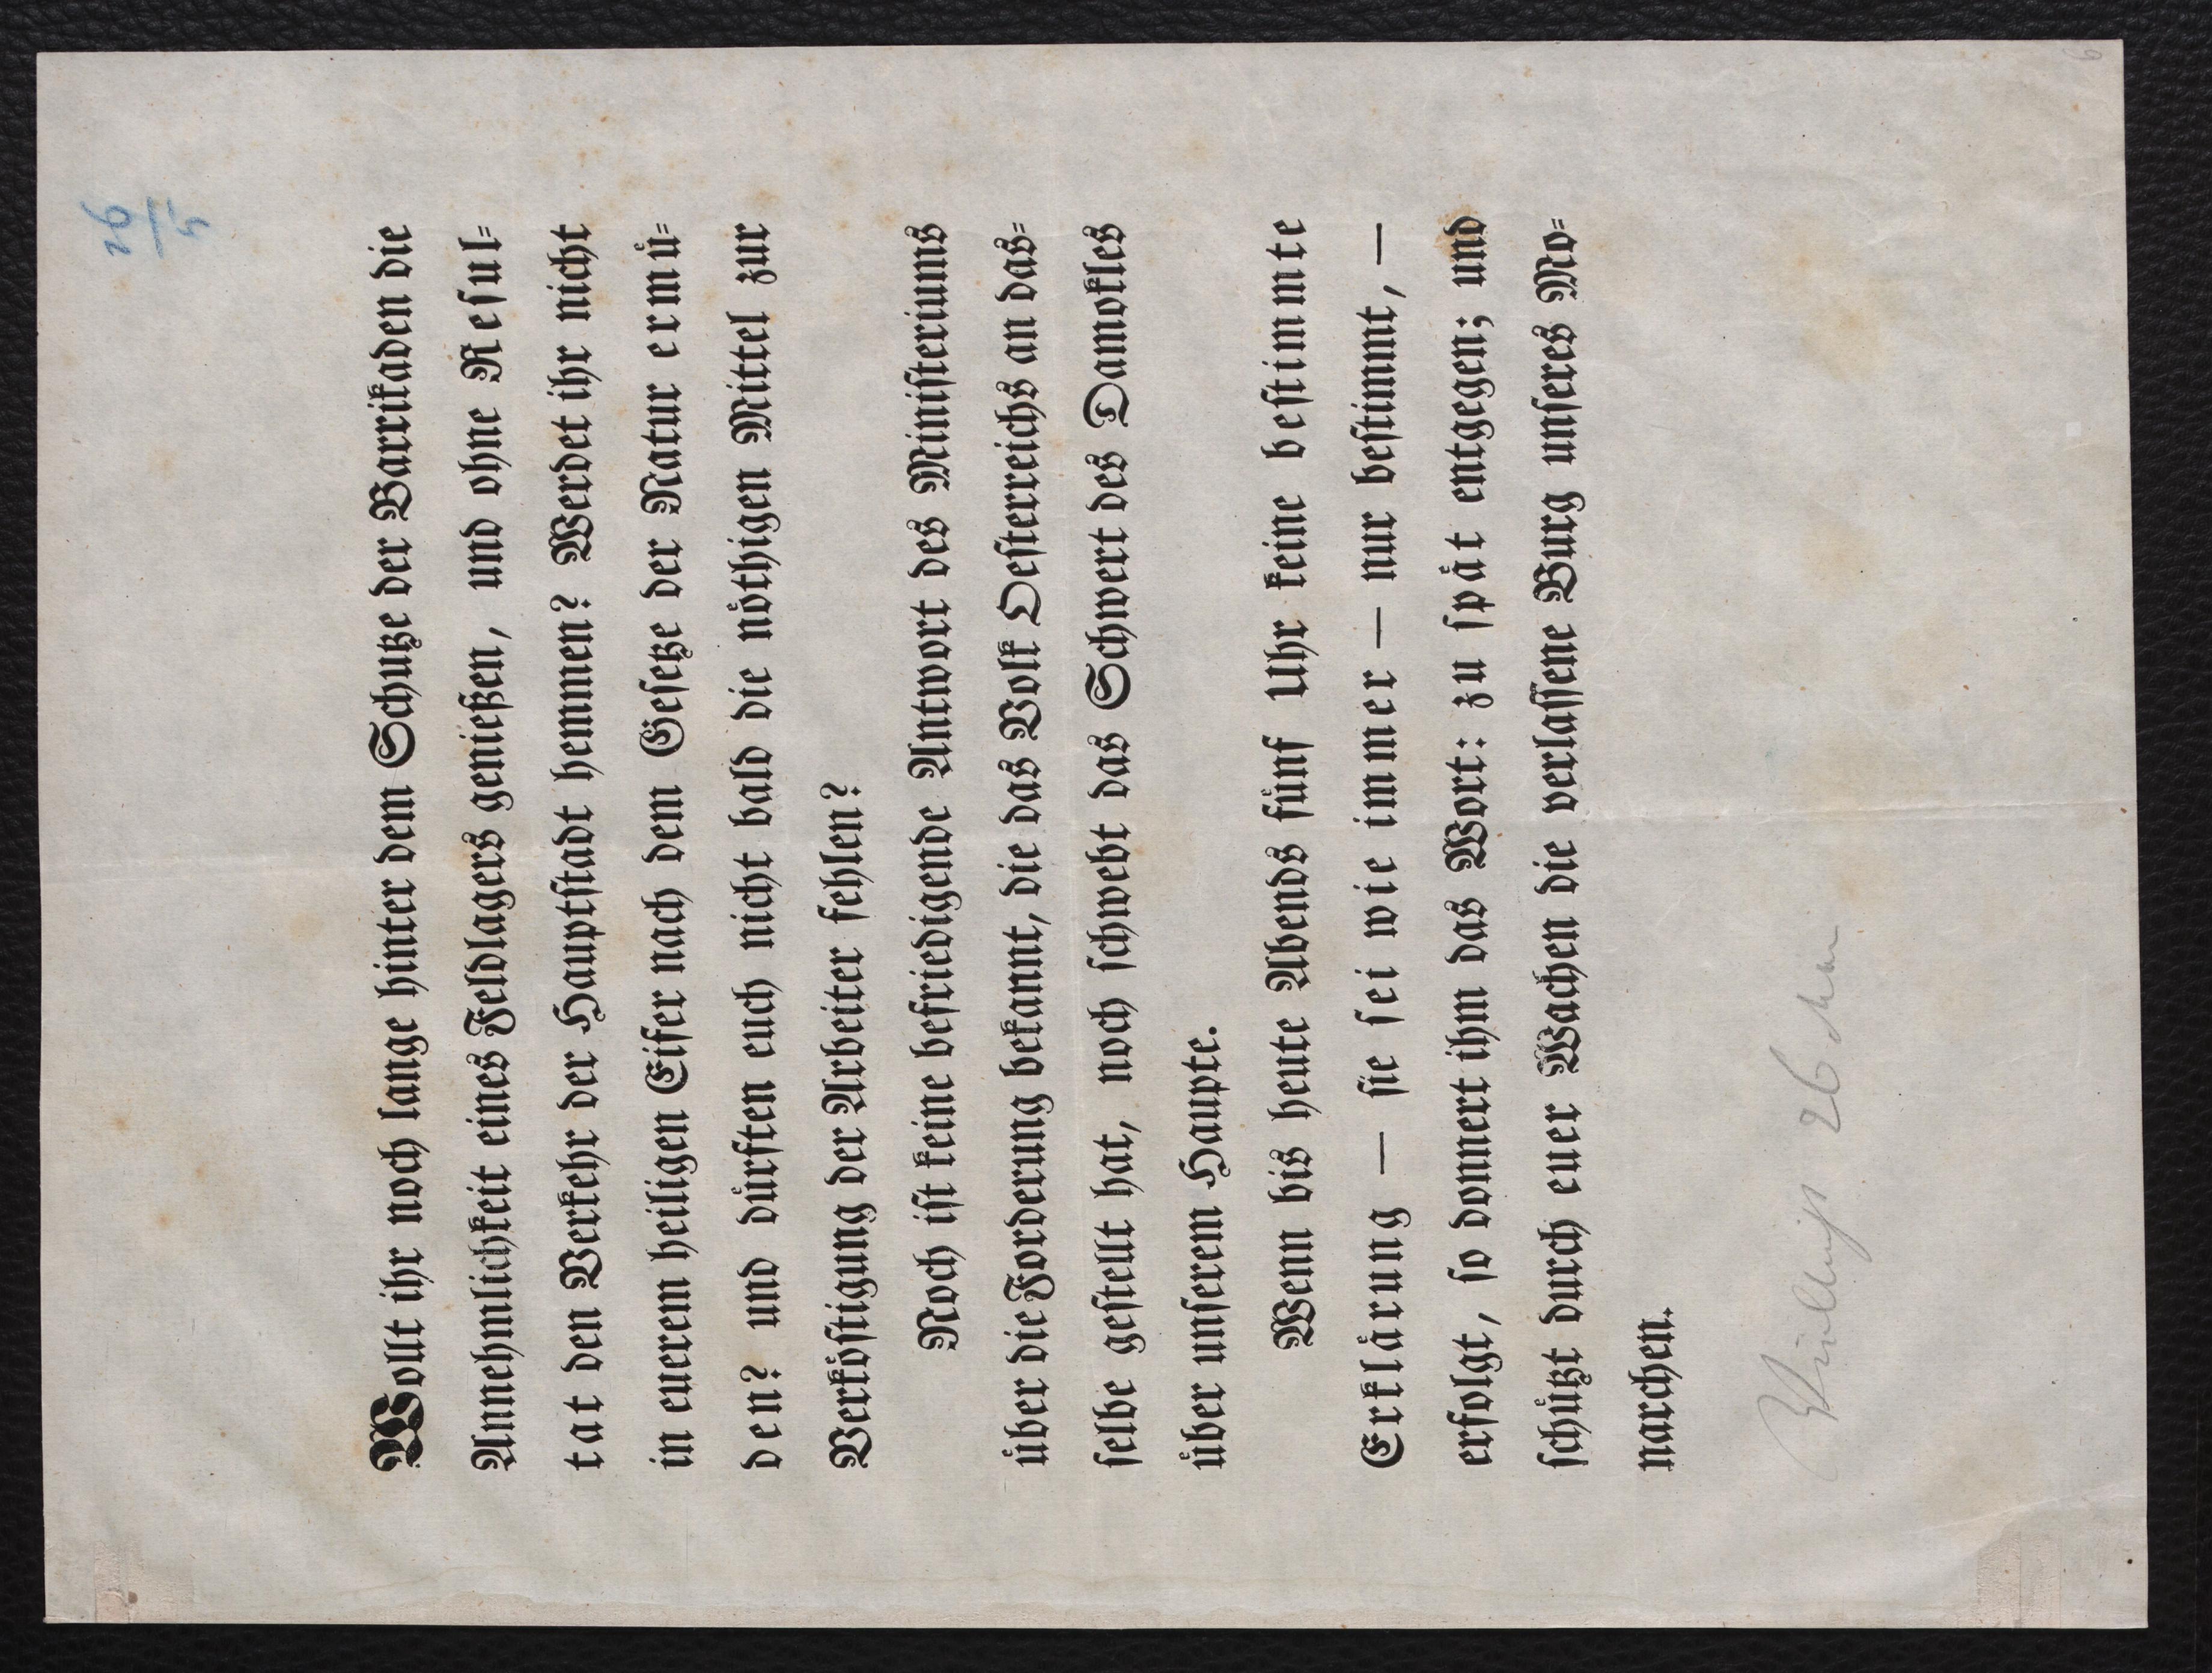 26
5.
Wollt ihr noch lange hinter dem Schutze der Barrikaden die
Annehmlichkeit eines Feldlagers genießen, und ohne Resul=
tat den Verkehr der Hauptstadt hemmen? Werdet ihr nicht
in euerem heiligen Eifer nach dem Gesetze der Natur ermü=
den? und dürften euch nicht bald die nöthigen Mittel zur
Verköstigung der Arbeiter fehlen?
Noch ist keine befriedigende Antwort des Ministeriums
über die Forderung bekannt, die das Volk Oesterreichs an das=
selbe gestellt hat, noch schwebt das Schwert des Damokles
über unserem Haupte.
Wenn bis heute Abends fünf Uhr keine bestimmte
Erklärung — sie sei wie immer — nur bestimmt, —
erfolgt, so donnert ihm das Wort: zu spät entgegen; und
schützt durch euer Wachen die verlassene Burg unseres Mo=
narchen.
26